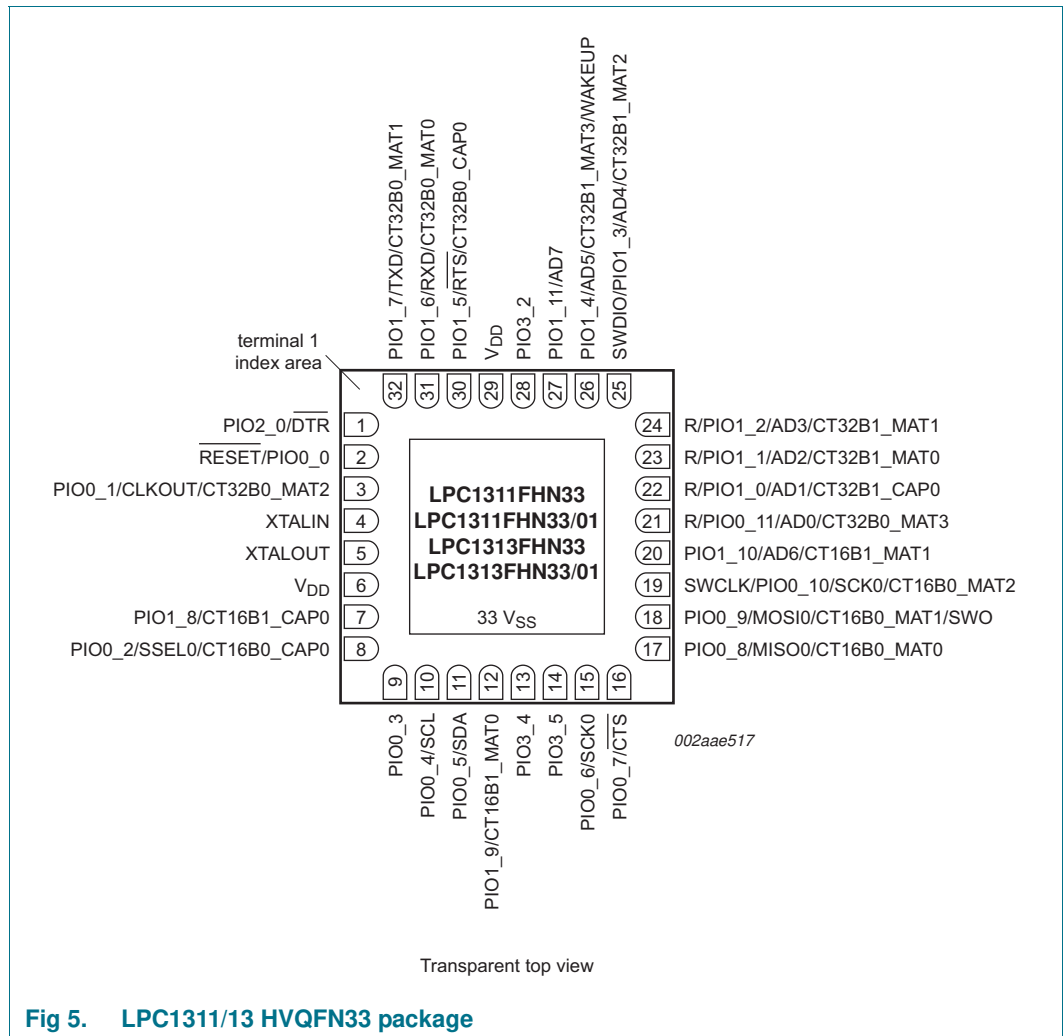 PIO1_7/TXD/CT32B0_MAT1
PIO1_6/RXD/CT32B0_MAT0
PIO1_5/RTS/CT32B0_CAP0
VDD
PIO3_2
PIO1_11/AD7
PIO1_4/AD5/CT32B1_MAT3/WAKEUP
SWDIO/PIO1_3/AD4/CT32B1_MAT2
terminal 1
index area
32
31
30
29
28
27
26
25
PIO2_0/DTR 1
RESET/PIO0_0 2
PIO0_1/CLKOUT/CT32B0_MAT2 3
XTALIN 4
XTALOUT 5
VDD 6
PIO1_8/CT16B1_CAP0 7
PIO0_2/SSEL0/CT16B0_CAP0 8
LPC1311FHN33
LPC1311FHN33/01
LPC1313FHN33
LPC1313FHN33/01
33 VSS
24 R/PIO1_2/AD3/CT32B1_MAT1
23 R/PIO1_1/AD2/CT32B1_MAT0
22 R/PIO1_0/AD1/CT32B1_CAP0
21 R/PIO0_11/AD0/CT32B0_MAT3
20 PIO1_10/AD6/CT16B1_MAT1
19 SWCLK/PIO0_10/SCK0/CT16B0_MAT2
18 PIO0_9/MOSI0/CT16B0_MAT1/SWO
17 PIO0_8/MISO0/CT16B0_MAT0
9
10
11
12
13
14
15
16
PIO0_3
PIO0_4/SCL
PIO0_5/SDA
PIO1_9/CT16B1_MAT0
PIO3_4
PIO3_5
PIO0_6/SCK0
PIO0_7/CTS
002aae517
Transparent top view
Fig 5. LPC1311/13 HVQFN33 package